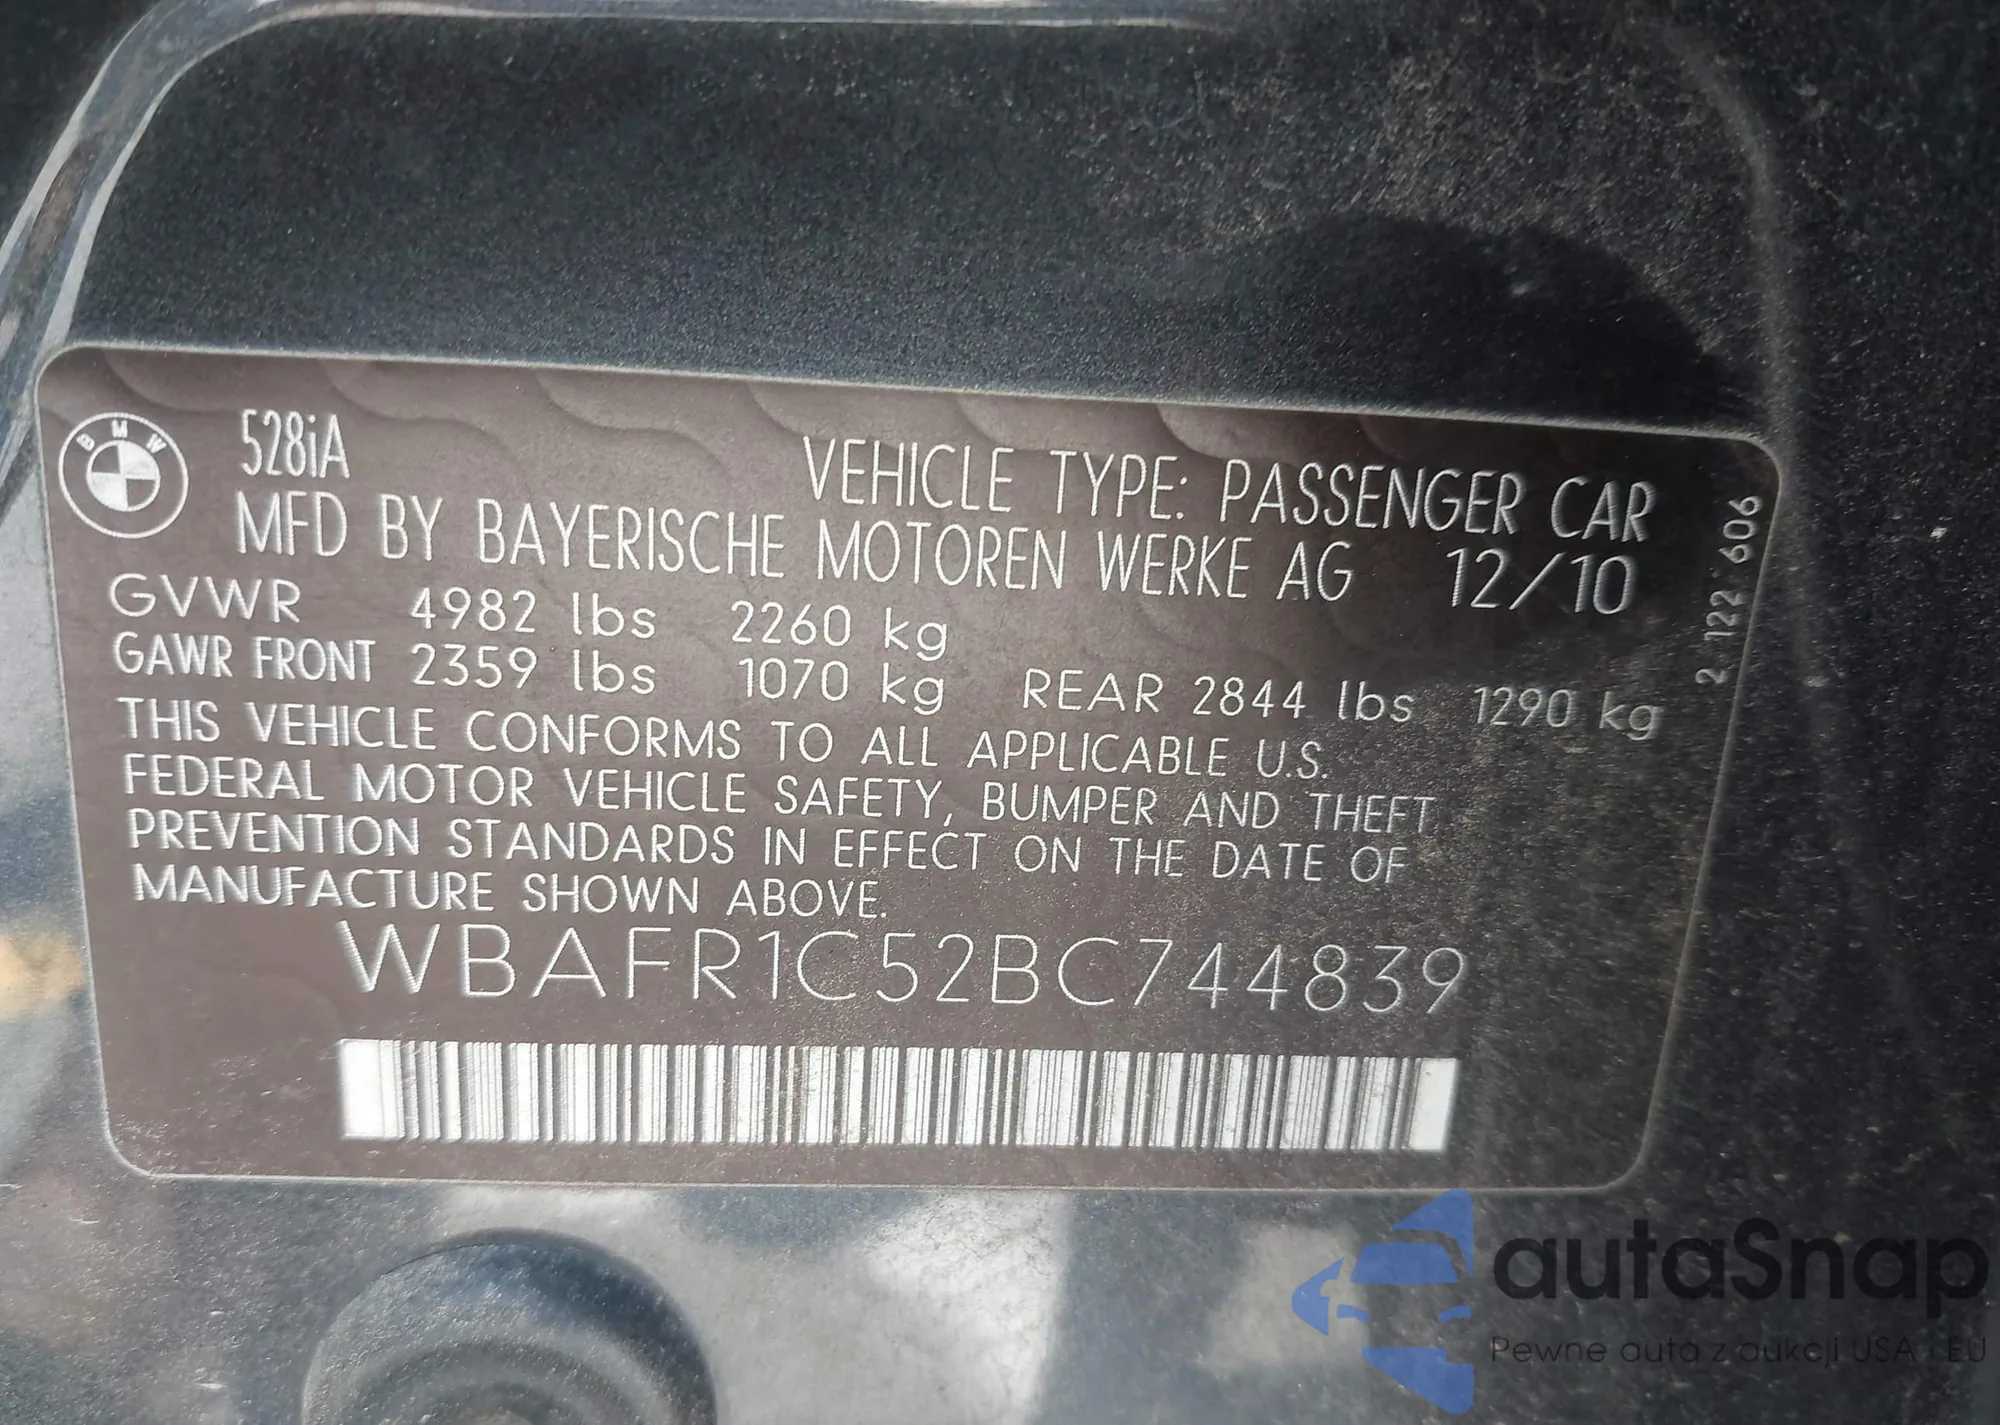 BMW
528iA
VEHICLE TYPE: PASSENGER CAR
MFD BY BAYERISCHE MOTOREN WERKE AG 12/10
GVWR 4982 lbs 2260 kg
GAWR FRONT 2359 lbs 1070 kg REAR 2844 lbs 1290 kg
THIS VEHICLE CONFORMS TO ALL APPLICABLE U.S.
FEDERAL MOTOR VEHICLE SAFETY, BUMPER AND THEFT
PREVENTION STANDARDS IN EFFECT ON THE DATE OF
MANUFACTURE SHOWN ABOVE.
WBAFR1C52BC744839
2 122 606
autaSnap
Pewne auta z aukcji USA i EU